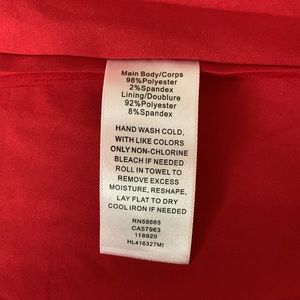 Main Body/Corps
98%Polyester
2%Spandex
Lining/Doublure
92%Polyester
8%Spandex
HAND WASH COLD,
WITH LIKE COLORS
ONLY NON-CHLORINE
BLEACH IF NEEDED
ROLL IN TOWEL TO
REMOVE EXCESS
MOISTURE, RESHAPE,
LAY FLAT TO DRY
COOL IRON IF NEEDED
RN58665
CA57983
118920
HL416327MI